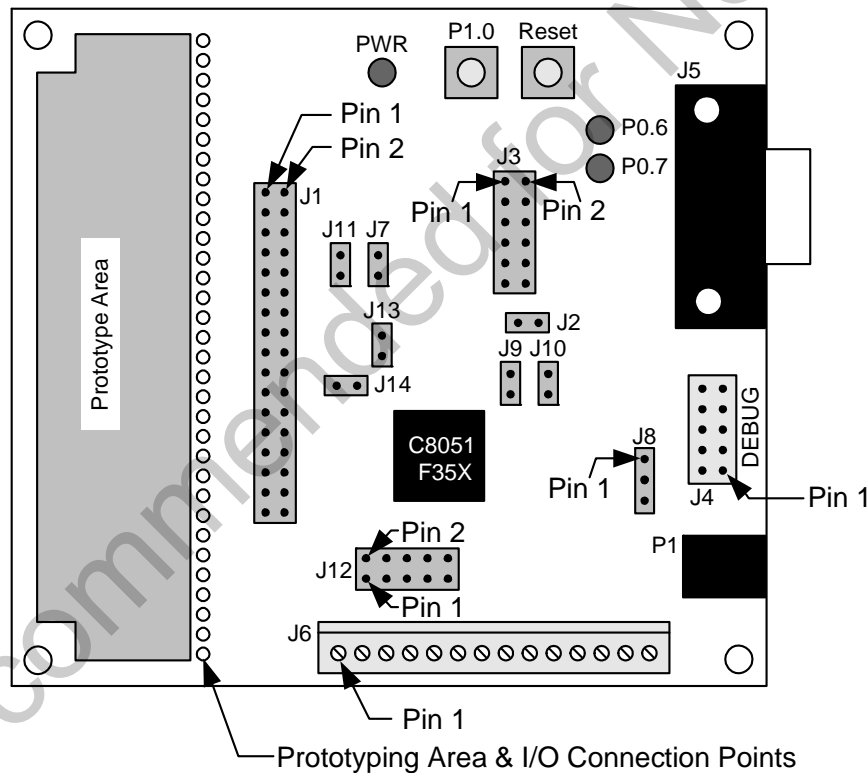 PWR
P1.0
Reset
J5
Pin 1
Pin 2
P0.6
P0.7
J3
Pin 1
Pin 2
J1
J11
J7
Prototype Area
J13
J2
J9
J10
J14
C8051
F35X
J8
Pin 1
DEBUG
J4
Pin 1
Pin 2
J12
Pin 1
P1
J6
Pin 1
Prototyping Area & I/O Connection Points
commended for N